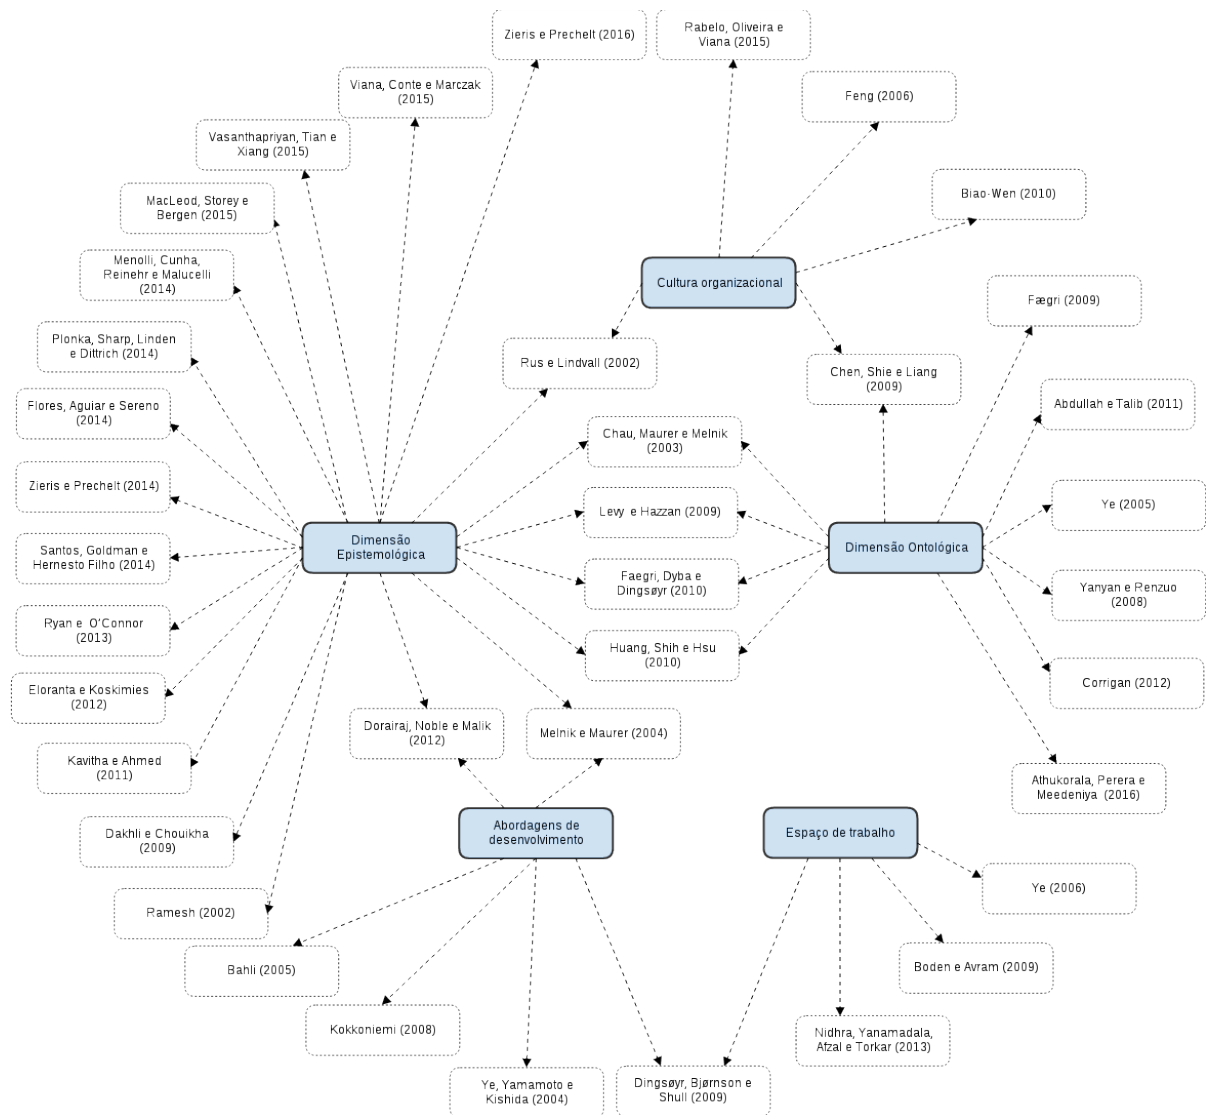 Zieris e Prechelt (2016)
Rabelo, Oliveira e
Viana (2015)
Viana, Conte e Marczak
(2015)
Feng (2006)
Vasanthapriyan, Tian e
Xiang (2015)
MacLeod, Storey e
Bergen (2015)
Biao-Wen (2010)
Menolli, Cunha,
Reinehr e Malucelli
(2014)
Cultura organizacional
Fægri (2009)
Plonka, Sharp, Linden
e Dittrich (2014)
Rus e Lindvall (2002)
Chen, Shie e Liang
(2009)
Flores, Aguiar e Sereno
(2014)
Abdullah e Talib (2011)
Chau, Maurer e Melnik
(2003)
Zieris e Prechelt (2014)
Levy e Hazzan (2009)
Ye (2005)
Santos, Goldman e
Hernesto Filho (2014)
Dimensão
Epistemológica
Dimensão Ontológica
Faegri, Dyba e
Dingsøyr (2010)
Yanyan e Renzuo
(2008)
Ryan e O'Connor
(2013)
Huang, Shih e Hsu
(2010)
Eloranta e Koskimies
(2012)
Corrigan (2012)
Dorairaj, Noble e Malik
(2012)
Melnik e Maurer (2004)
Kavitha e Ahmed
(2011)
Athukorala, Perera e
Meedeniya (2016)
Dakhli e Chouikha
(2009)
Abordagens de
desenvolvimento
Espaço de trabalho
Ye (2006)
Ramesh (2002)
Bahli (2005)
Boden e Avram (2009)
Kokkoniemi (2008)
Nidhra, Yanamadala,
Afzal e Torkar (2013)
Ye, Yamamoto e
Kishida (2004)
Dingsøyr, Bjørnson e
Shull (2009)